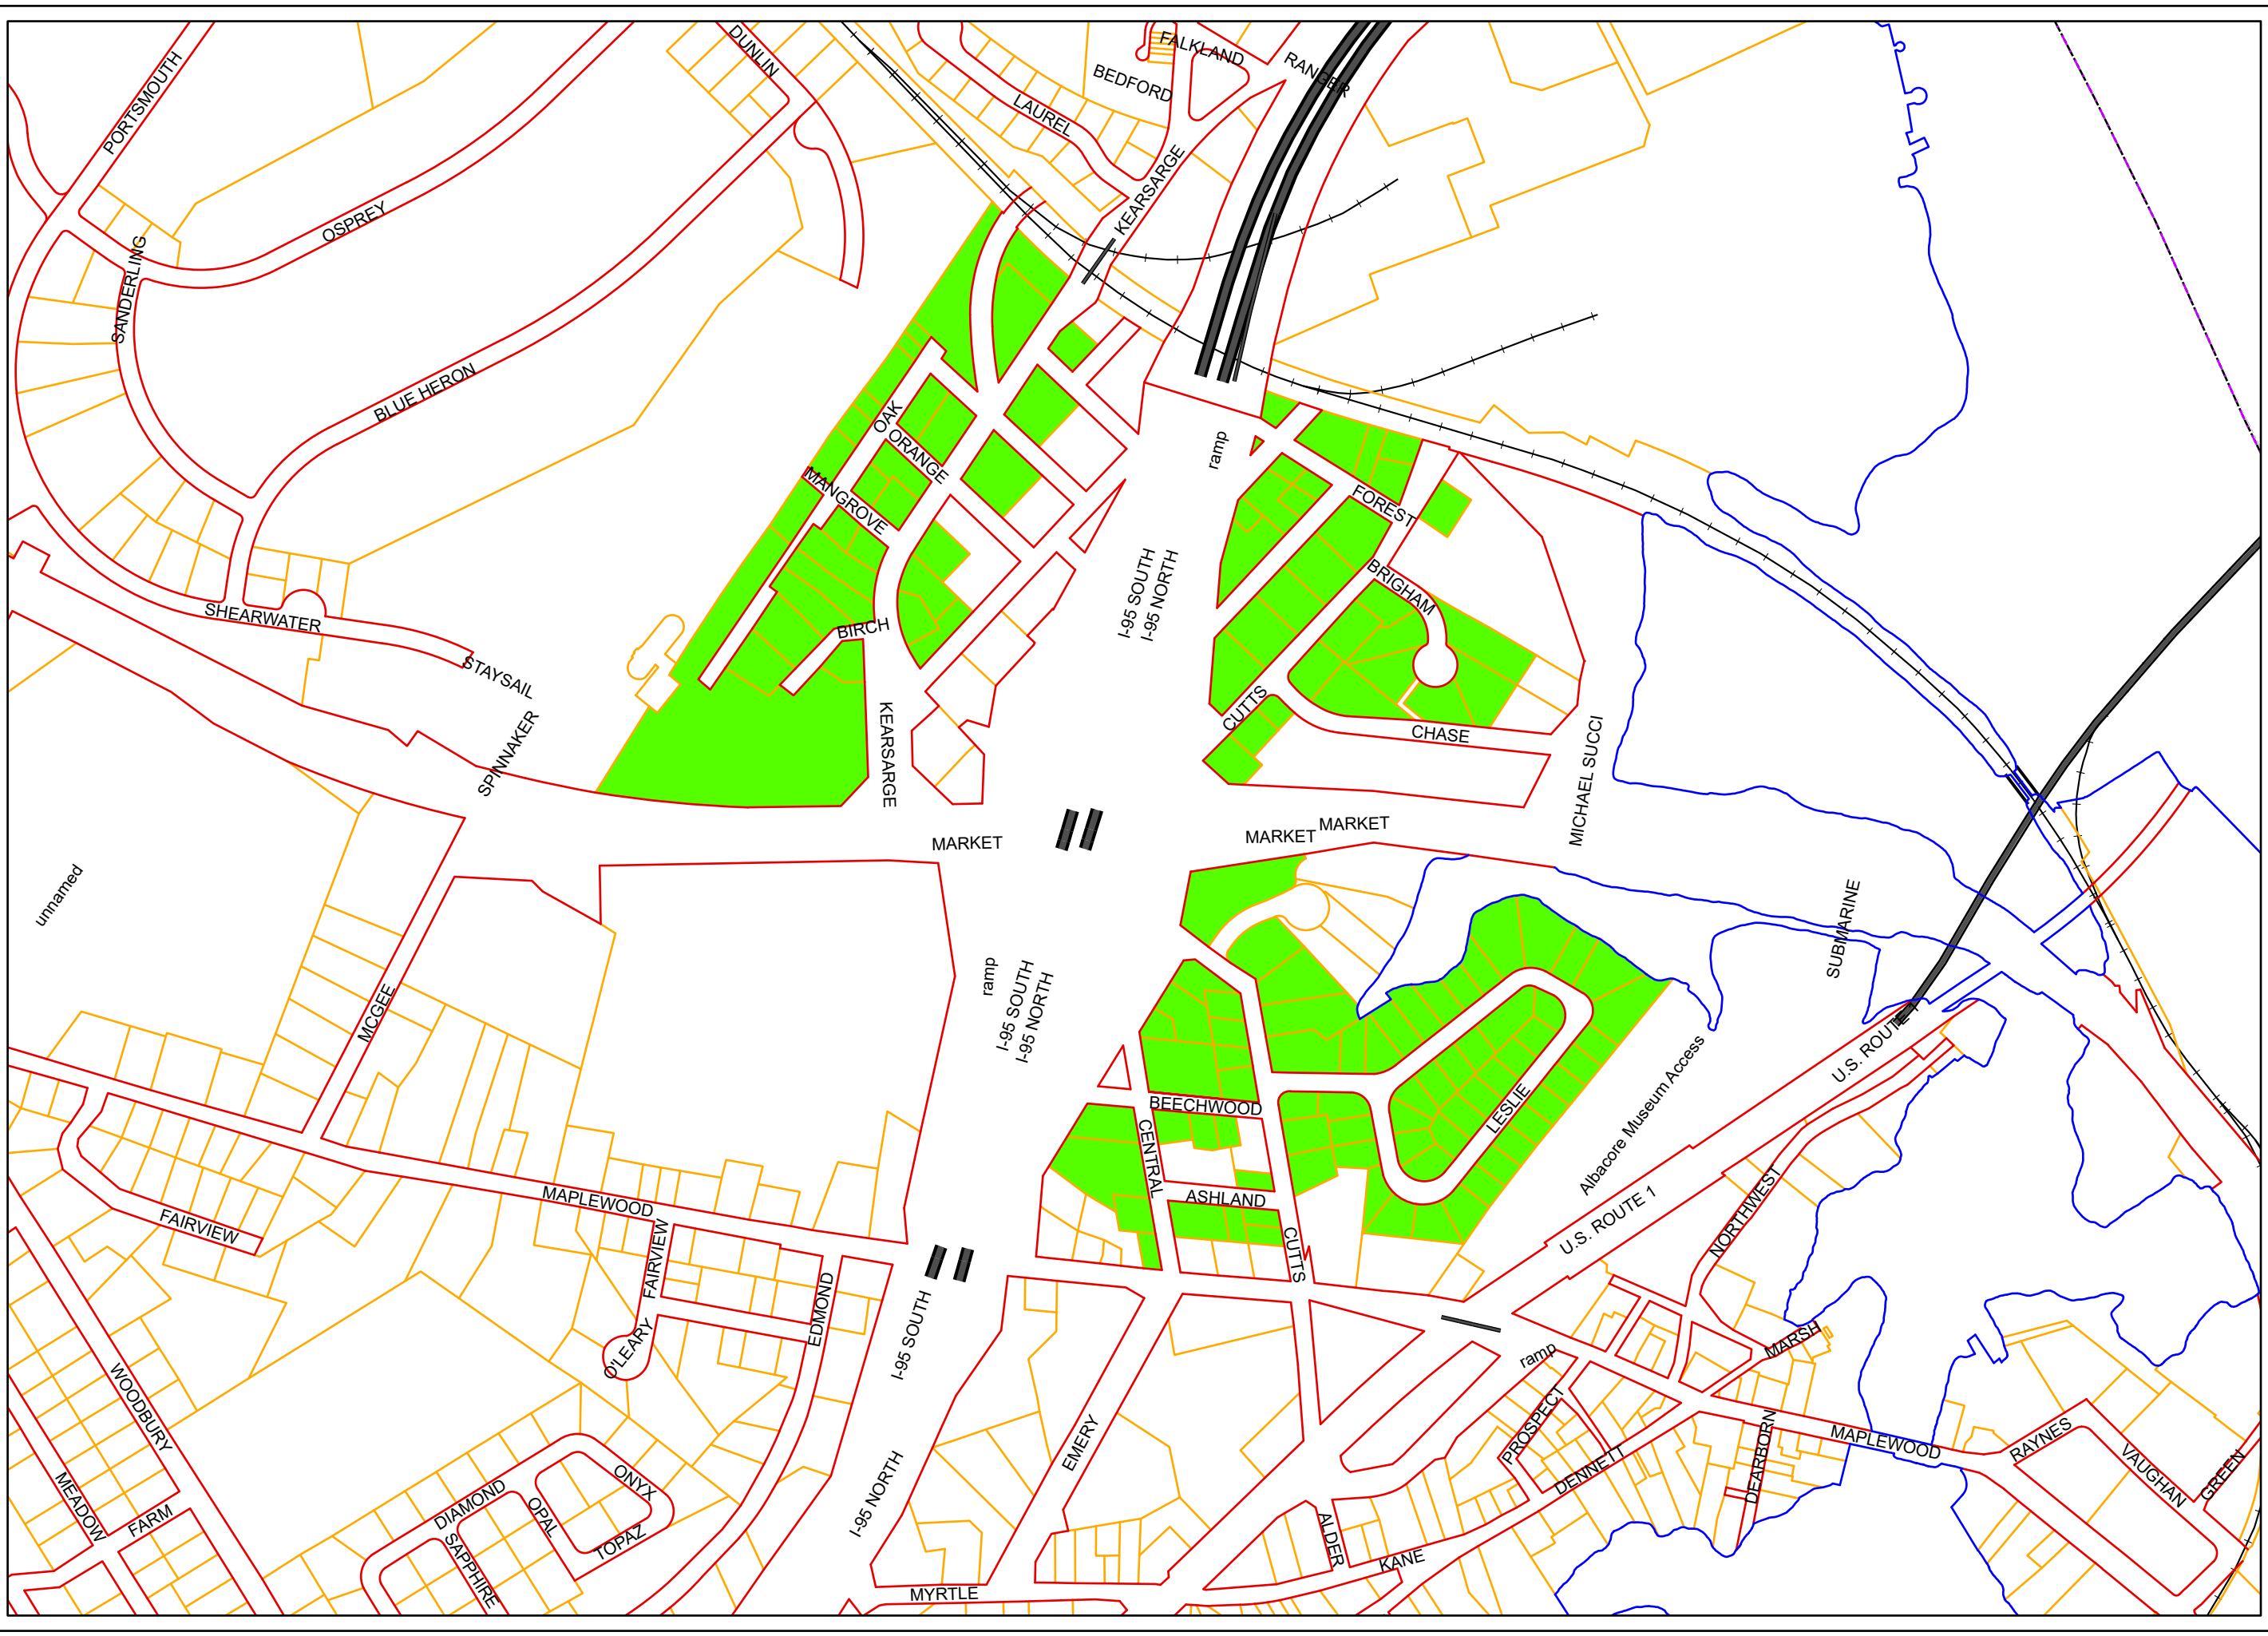 PORTSMOUTH
DUNLIN
FALKLAND
BEDFORD
RANGER
LAUREL
KEARSARGE
OSPREY
SANDERLING
BLUE HERON
OAK
O
ORANGE
MANGROVE
ramp
FOREST
BRIGHAM
I-95 SOUTH
I-95 NORTH
SHEARWATER
BIRCH
STAYSAIL
SPINNAKER
KEARSARGE
CUTTS
CHASE
MICHAEL SUCCI
MARKET
MARKET
MARKET
unnamed
SUBMARINE
ramp
I-95 SOUTH
I-95 NORTH
MCGEE
U.S. ROUTE 1
Albacore Museum Access
BEECHWOOD
LESLIE
CENTRAL
ASHLAND
MAPLEWOOD
FAIRVIEW
FAIRVIEW
CUTTS
U.S. ROUTE 1
NORTHWEST
EDMOND
O'LEARY
I-95 SOUTH
ramp
MARSH
WOODBURY
PROSPECT
EMERY
DEARBORN
MAPLEWOOD
RAYNES
VAUGHAN
GREEN
DENNETT
MEADOW
FARM
DIAMOND
ONYX
OPAL
TOPAZ
SAPPHIRE
I-95 NORTH
ALDER
KANE
MYRTLE